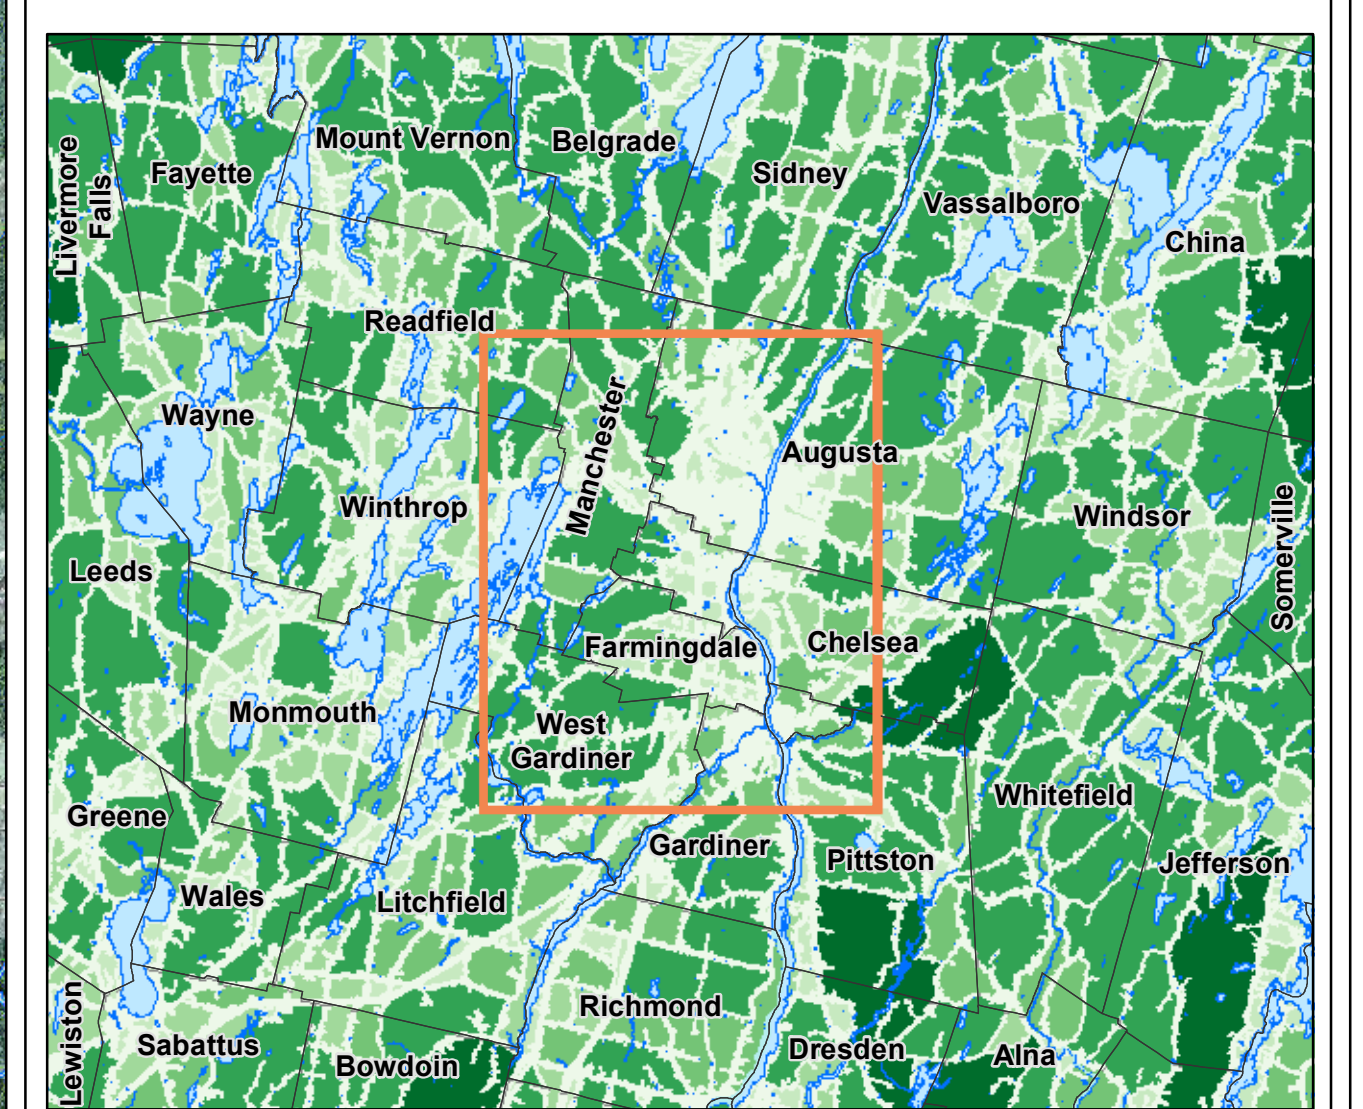 Mount Vernon
Belgrade
Livermore
Falls
Fayette
Sidney
Vassalboro
China
Readfield
Wayne
Manchester
Augusta
Winthrop
Windsor
Somerville
Leeds
Farmingdale
Chelsea
Monmouth
West
Gardiner
Whitefield
Greene
Gardiner
Pittston
Jefferson
Wales
Litchfield
Richmond
Lewiston
Sabattus
Bowdoin
Dresden
Alna